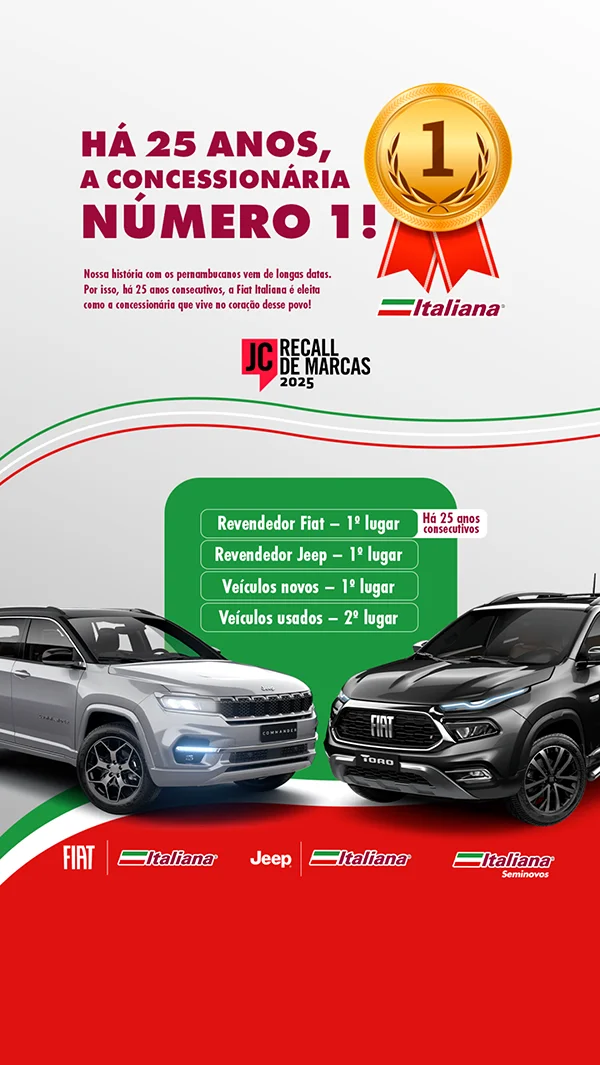 HÁ 25 ANOS,
A CONCESSIONÁRIA
NÚMERO 1!
1
Nossa história com os pernambucanos vem de longas datas.
Por isso, há 25 anos consecutivos, a Fiat Italiana é eleita
como a concessionária que vive no coração desse povo!
Italiana
JC RECALL
DE MARCAS
2025
Revendedor Fiat – 1º lugar
Há 25 anos
consecutivos
Revendedor Jeep – 1º lugar
Veículos novos – 1º lugar
Veículos usados – 2º lugar
Jeep
COMMANDER
FIAT
TORO
FIAT Italiana
Jeep Italiana
Italiana
Seminovos